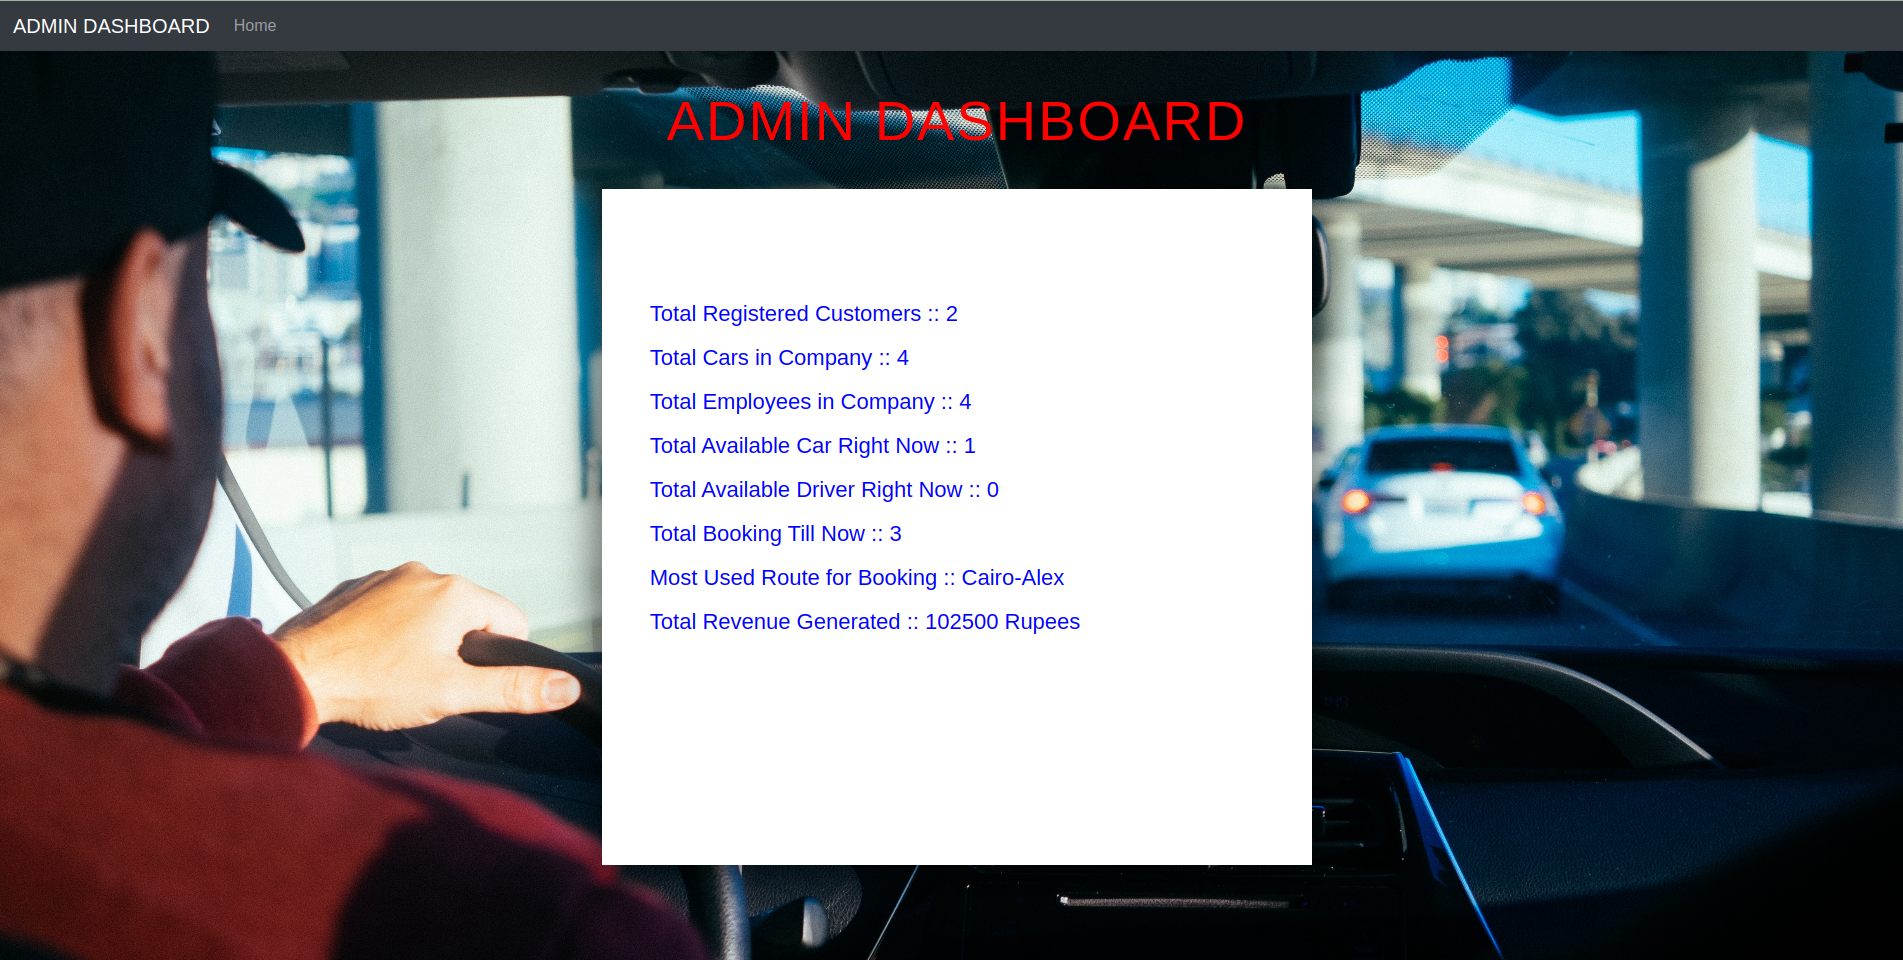 ADMIN DASHBOARD Home
ADMIN DASHBOARD
Total Registered Customers :: 2
Total Cars in Company :: 4
Total Employees in Company :: 4
Total Available Car Right Now :: 1
Total Available Driver Right Now :: 0
Total Booking Till Now :: 3
Most Used Route for Booking :: Cairo-Alex
Total Revenue Generated :: 102500 Rupees